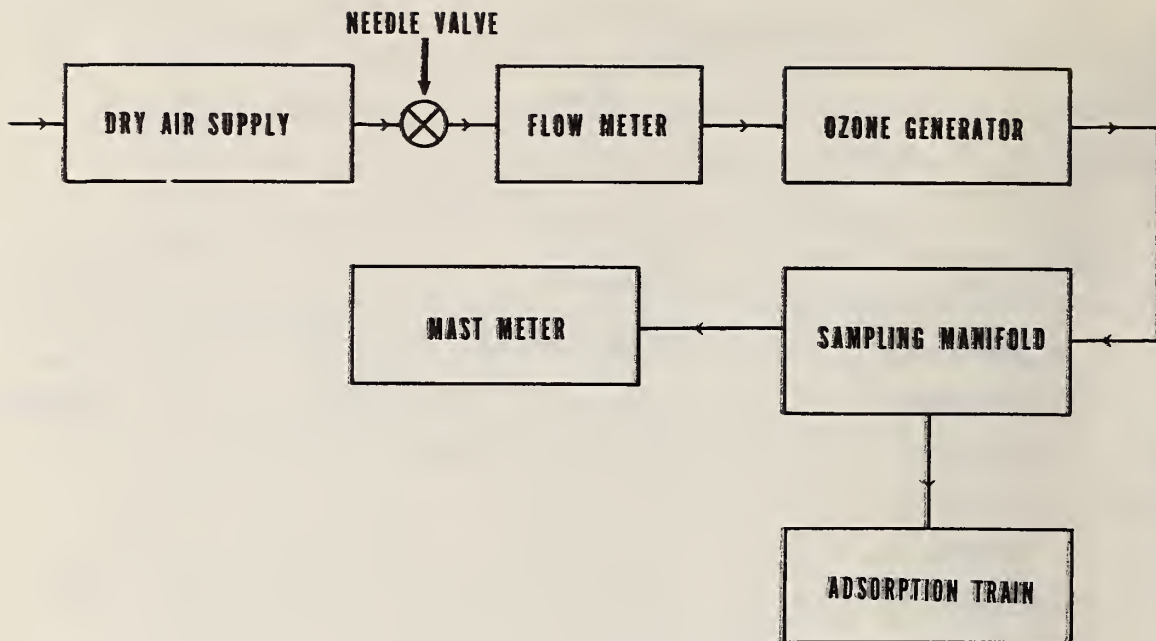 NEEDLE VALVE
DRY AIR SUPPLY
FLOW METER
OZONE GENERATOR
MAST METER
SAMPLING MANIFOLD
ADSORPTION TRAIN